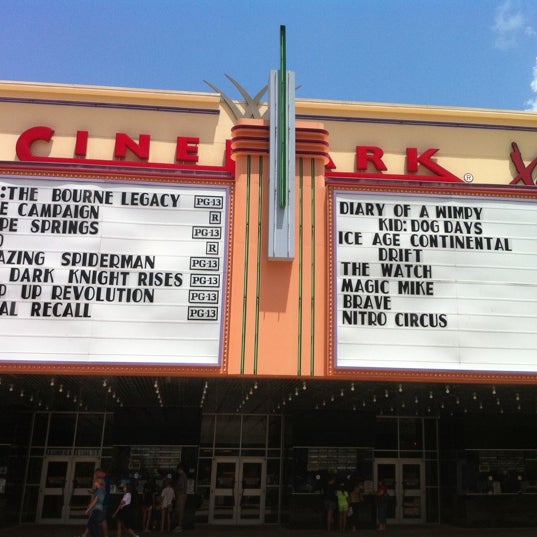 CINE ARK ®
:THE BOURNE LEGACY PG-13
E CAMPAIGN R
PE SPRINGS PG-13
R
AZING SPIDERMAN PG-13
DARK KNIGHT RISES PG-13
P UP REVOLUTION PG-13
AL RECALL PG-13
DIARY OF A WIMPY
KID: DOG DAYS
ICE AGE CONTINENTAL
DRIFT
THE WATCH
MAGIC MIKE
BRAVE
NITRO CIRCUS